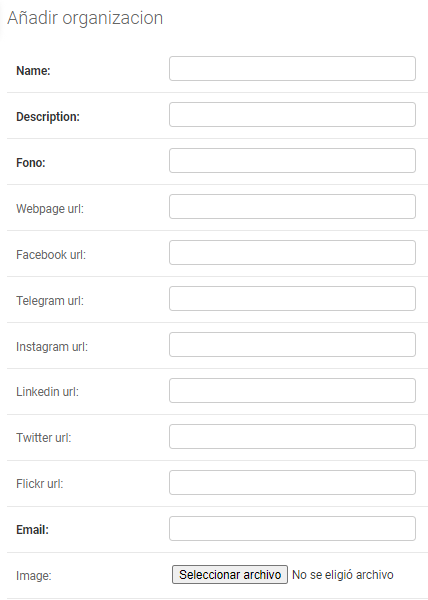 Añadir organizacion
Name:
Description:
Fono:
Webpage url:
Facebook url:
Telegram url:
Instagram url:
Linkedin url:
Twitter url:
Flickr url:
Email:
Image: Seleccionar archivo No se eligió archivo